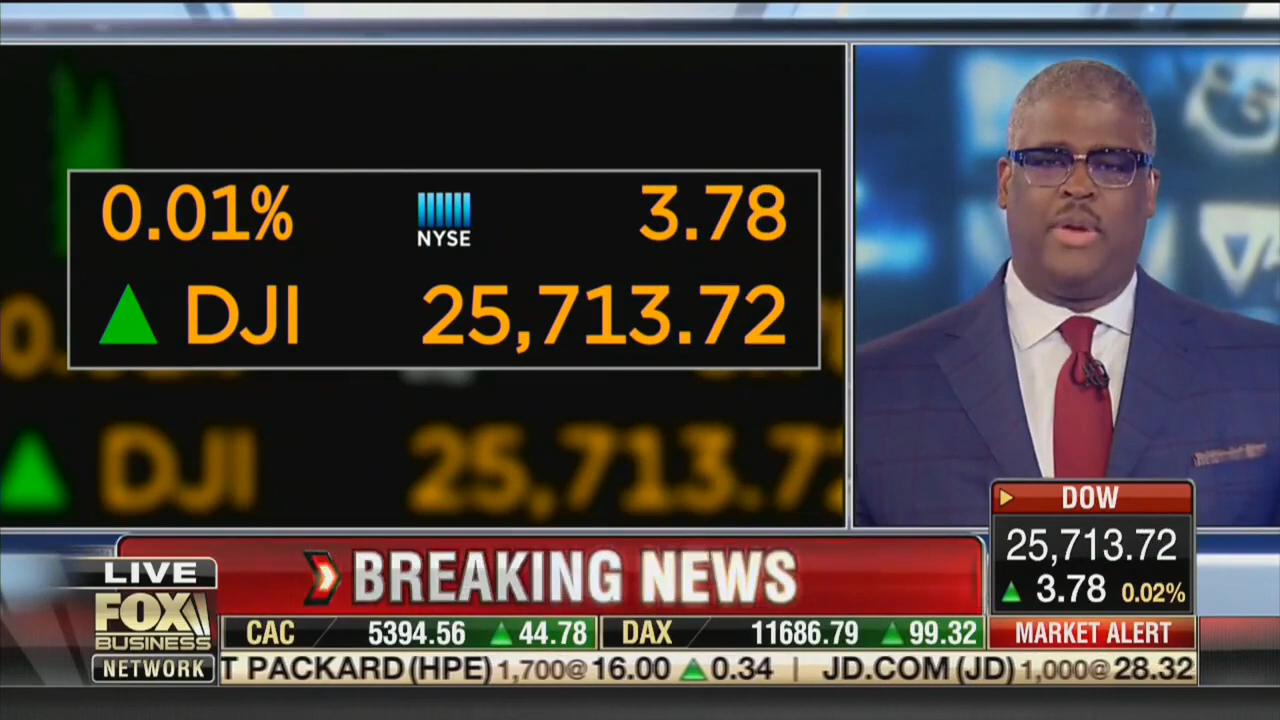 0.01% NYSE 3.78
DJI 25,713.72
DJI 25,713.7
DOW
25,713.72
3.78 0.02%
MARKET ALERT
BREAKING NEWS
LIVE
FOX
BUSINESS
NETWORK
CAC 5394.56 44.78 DAX 11686.79 99.32
T PACKARD (HPE) 1,700@ 16.00 0.34 | JD.COM (JD) 1,000@ 28.32